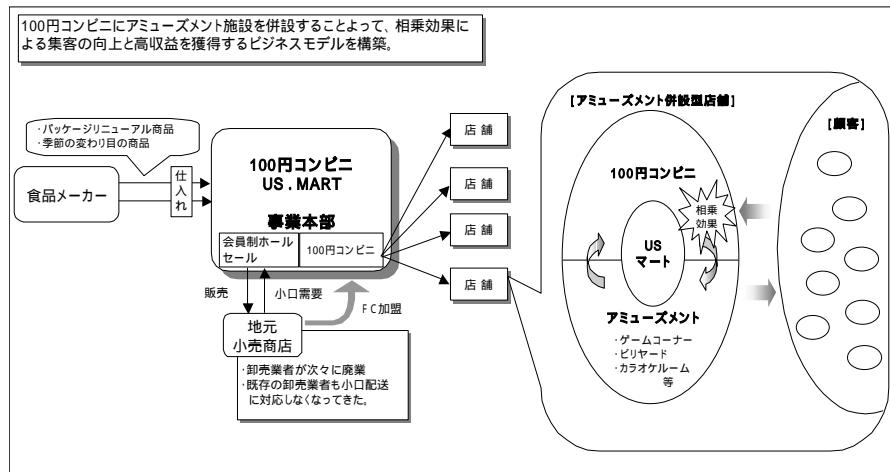 100円コンビニにアミューズメント施設を併設することよって、相乗効果に
よる集客の向上と高収益を獲得するビジネスモデルを構築。
・パッケージリニューアル商品
・季節の変わり目の商品
食品メーカー
仕
入
れ
100円コンビニ
US．MART
事業本部
会員制ホール
セール
100円コンビニ
販売
小口需要
ＦＣ加盟
地元
小売商店
・卸売業者が次々に廃業
・既存の卸売業者も小口配送
に対応しなくなってきた。
店 舗
店 舗
店 舗
店 舗
[アミューズメント併設型店舗]
100円コンビニ
相乗
効果
US
マート
アミューズメント
・ゲームコーナー
・ビリヤード
・カラオケルーム
等
[顧客]